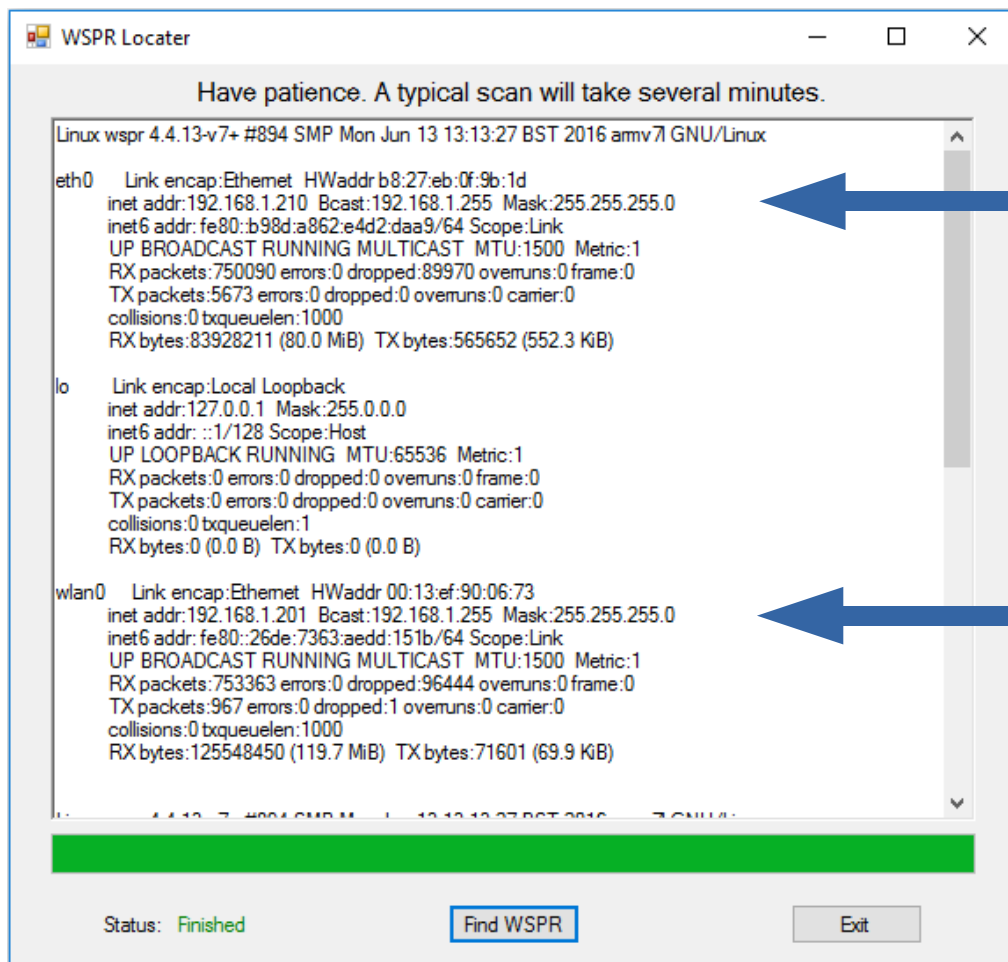 WSPR Locater
Have patience. A typical scan will take several minutes.
Linux wspr 4.4.13-v7+ #894 SMP Mon Jun 13 13:13:27 BST 2016 armv7l GNU/Linux
eth0 Link encap:Ethernet HWaddr b8:27:eb:0f:9b:1d
inet addr:192.168.1.210 Bcast:192.168.1.255 Mask:255.255.255.0
inet6 addr: fe80::b98d:a862:e4d2:daa9/64 Scope:Link
UP BROADCAST RUNNING MULTICAST MTU:1500 Metric:1
RX packets:750090 errors:0 dropped:89970 overruns:0 frame:0
TX packets:5673 errors:0 dropped:0 overruns:0 carrier:0
collisions:0 txqueuelen:1000
RX bytes:83928211 (80.0 MiB) TX bytes:565652 (552.3 KiB)
lo Link encap:Local Loopback
inet addr:127.0.0.1 Mask:255.0.0.0
inet6 addr: ::1/128 Scope:Host
UP LOOPBACK RUNNING MTU:65536 Metric:1
RX packets:0 errors:0 dropped:0 overruns:0 frame:0
TX packets:0 errors:0 dropped:0 overruns:0 carrier:0
collisions:0 txqueuelen:1
RX bytes:0 (0.0 B) TX bytes:0 (0.0 B)
wlan0 Link encap:Ethernet HWaddr 00:13:ef:90:06:73
inet addr:192.168.1.201 Bcast:192.168.1.255 Mask:255.255.255.0
inet6 addr: fe80::26de:7363:aedd:151b/64 Scope:Link
UP BROADCAST RUNNING MULTICAST MTU:1500 Metric:1
RX packets:753363 errors:0 dropped:96444 overruns:0 frame:0
TX packets:967 errors:0 dropped:1 overruns:0 carrier:0
collisions:0 txqueuelen:1000
RX bytes:125548450 (119.7 MiB) TX bytes:71601 (69.9 KiB)
Status: Finished
Find WSPR
Exit